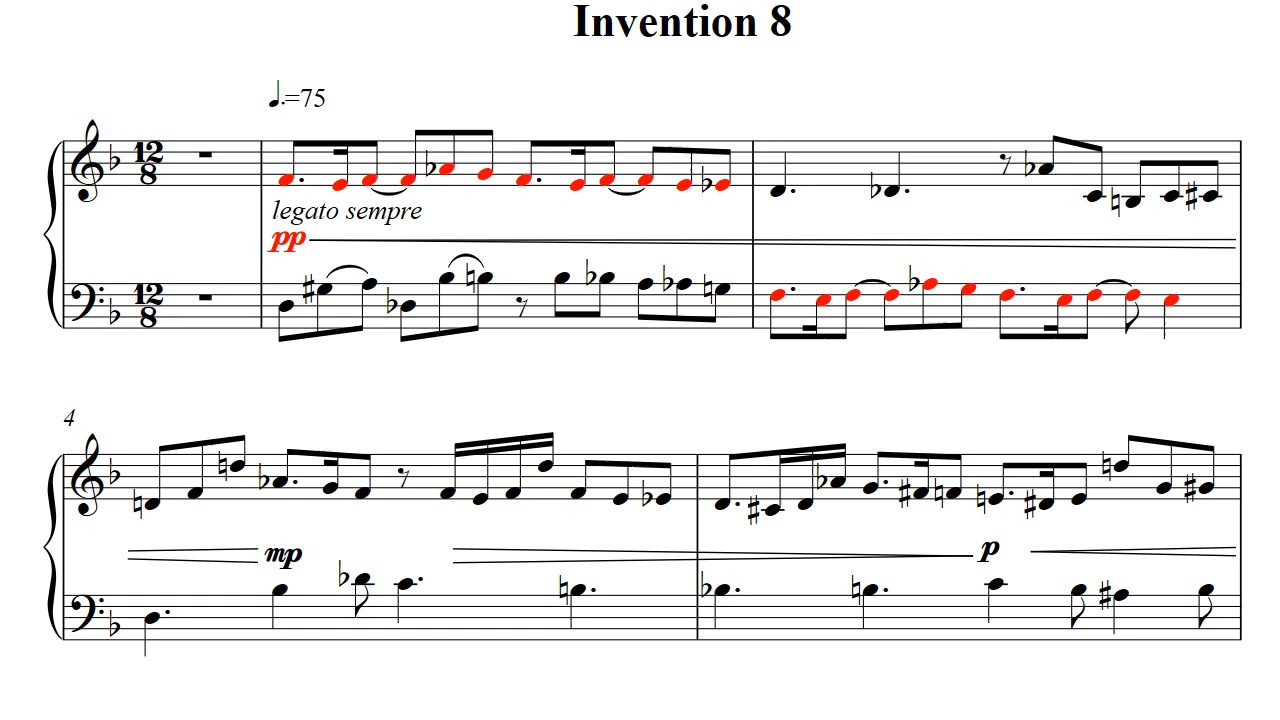 Invention 8
♩.=75
12
8
legato sempre
pp
12
8
4
mp
p